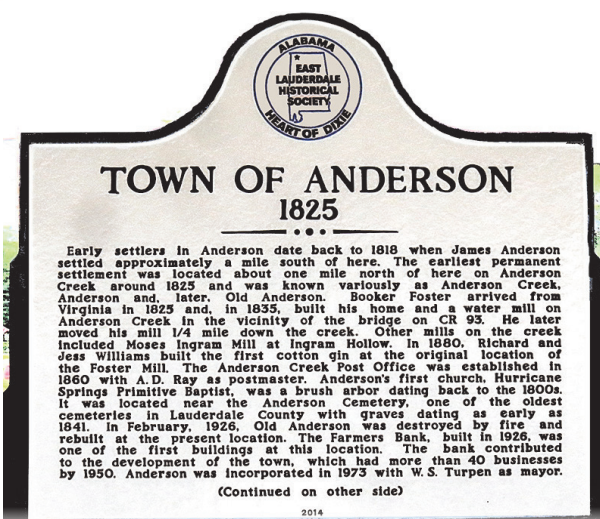 ALABAMA
EAST
LAUDERDALE
HISTORICAL
SOCIETY
HEART OF DIXIE
TOWN OF ANDERSON
1825
Early settlers in Anderson date back to 1818 when James Anderson
settled approximately a mile south of here. The earliest permanent
settlement was located about one mile north of here on Anderson
Creek around 1825 and was known variously as Anderson Creek,
Anderson and, later, Old Anderson. Booker Foster arrived from
Virginia in 1825 and, in 1835, built his home and a water mill on
Anderson Creek in the vicinity of the bridge on CR 93. He later
moved his mill 1/4 mile down the creek. Other mills on the creek
included Moses Ingram Mill at Ingram Hollow. In 1880, Richard and
Jess Williams built the first cotton gin at the original location of
the Foster Mill. The Anderson Creek Post Office was established in
1860 with A.D. Ray as postmaster. Anderson's first church, Hurricane
Springs Primitive Baptist, was a brush arbor dating back to the 1800s.
It was located near the Anderson Cemetery, one of the oldest
cemeteries in Lauderdale County with graves dating as early as
1841. In February, 1926, Old Anderson was destroyed by fire and
rebuilt at the present location. The Farmers Bank, built in 1926, was
one of the first buildings at this location. The bank contributed
to the development of the town, which had more than 40 businesses
by 1950. Anderson was incorporated in 1973 with W.S. Turpen as mayor.
(Continued on other side)
2014